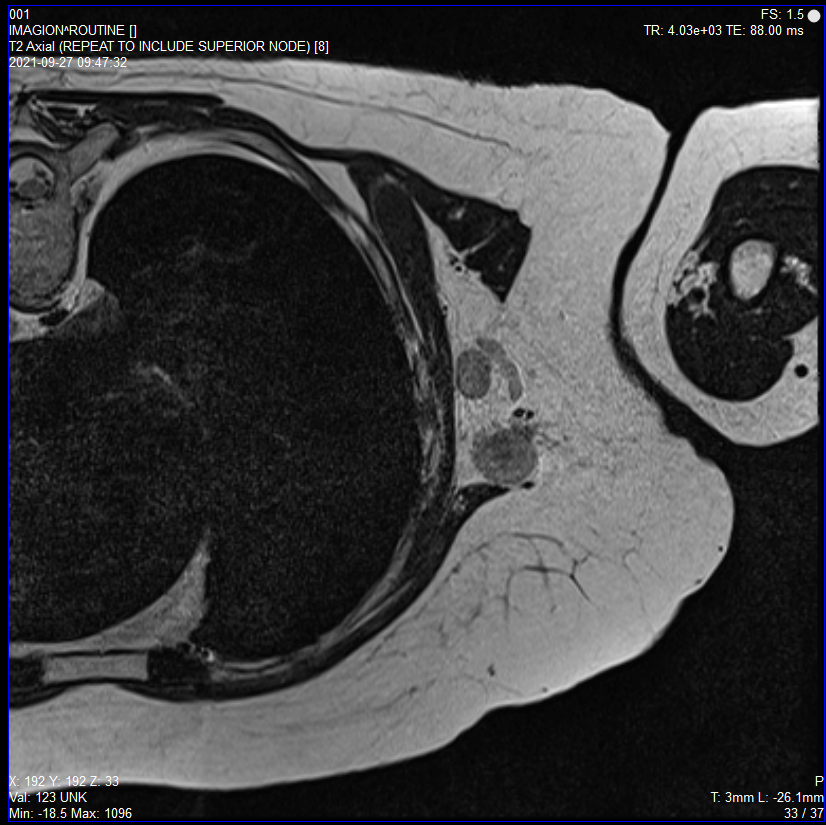 001
IMAGION^ROUTINE []
T2 Axial (REPEAT TO INCLUDE SUPERIOR NODE) [8]
2021-09-27 09:47:32
FS: 1.5
TR: 4.03e+03 TE: 88.00 ms
X: 192 Y: 192 Z: 33
Val: 123 UNK
Min: -18.5 Max: 1096
P
T: 3mm L: -26.1mm
33 / 37